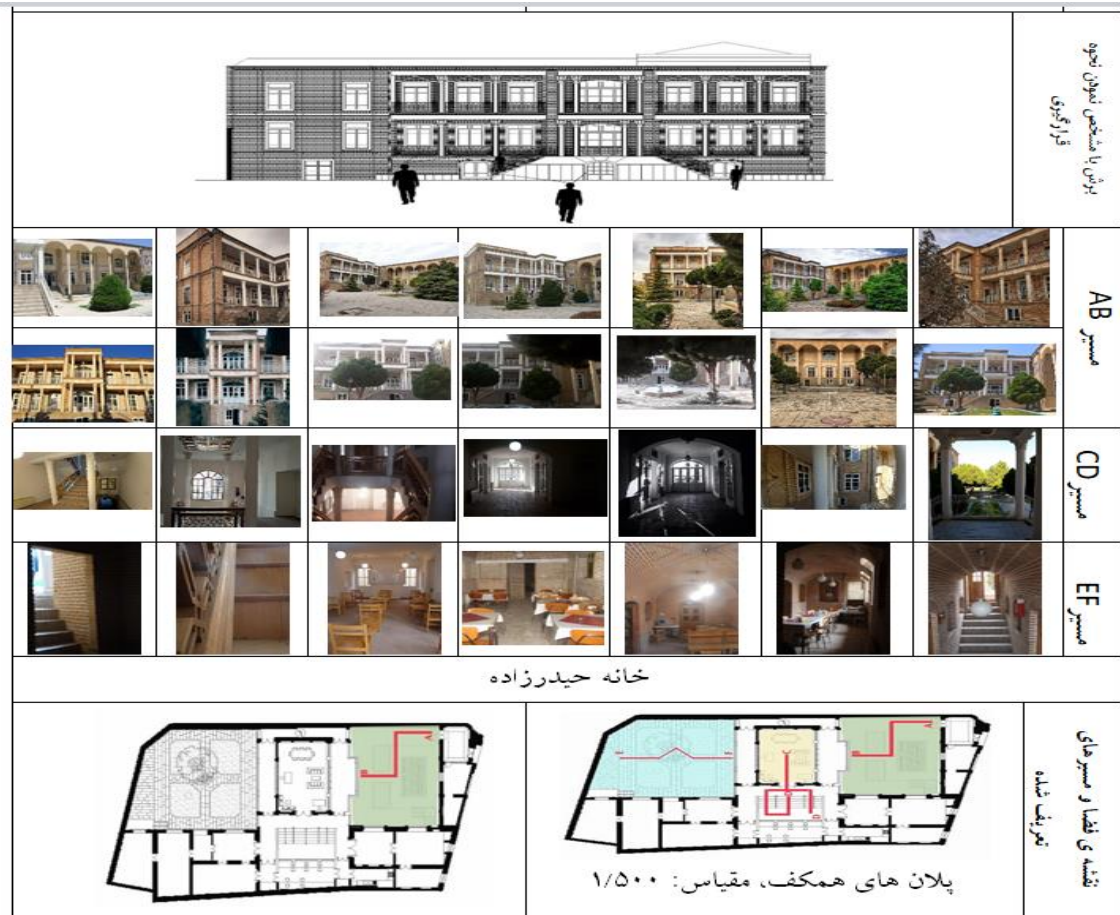 برش با مشخص نمودن نحوه
قرارگیری
مسیر AB
مسیر CD
مسیر EF
خانه حیدرزاده
نقشه ی فضا و مسیرهای
تعریف شده
A
B
C
D
E
F
A
B
پلان های همکف، مقیاس: ۱/۵۰۰